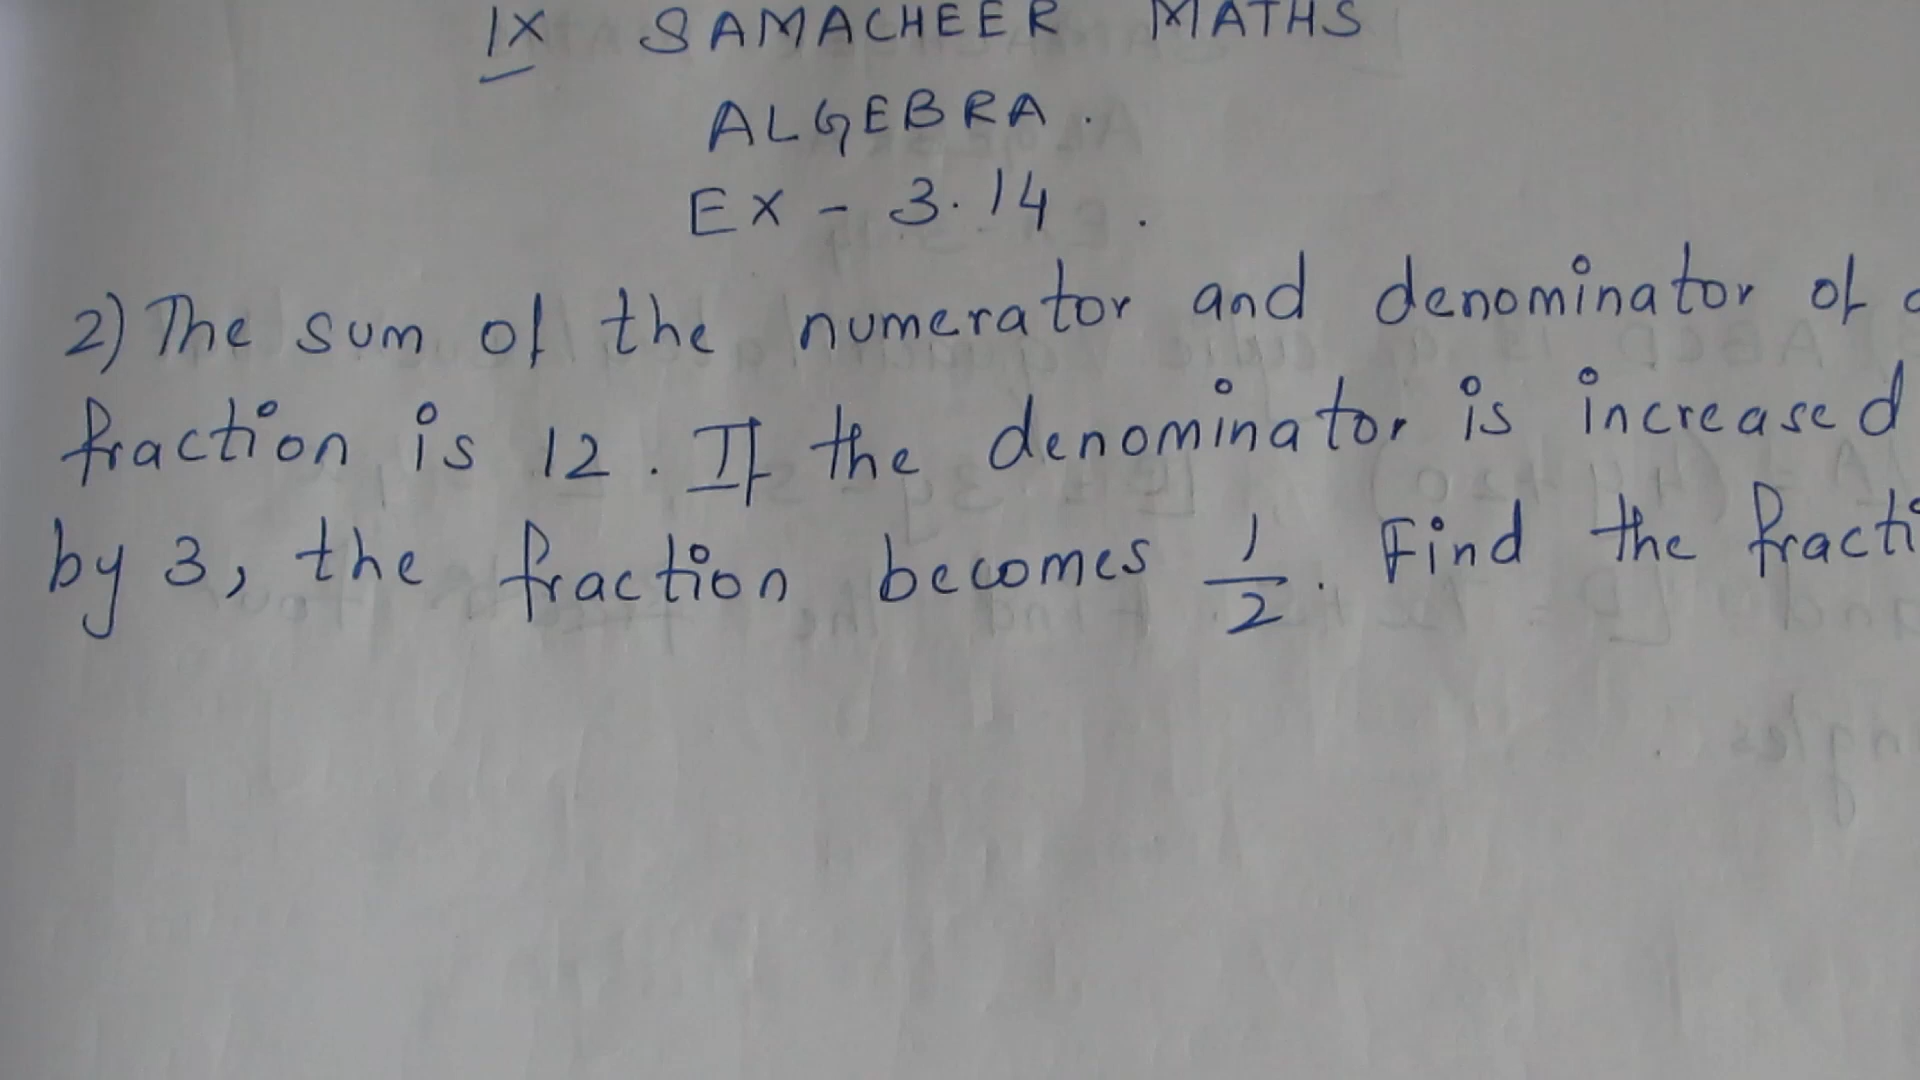 IX SAMACHEER MATHS
ALGEBRA.
EX - 3.14.
2) The sum of the numerator and denominator of
fraction is 12. If the denominator is increased
by 3, the fraction becomes 1/2. Find the fracti